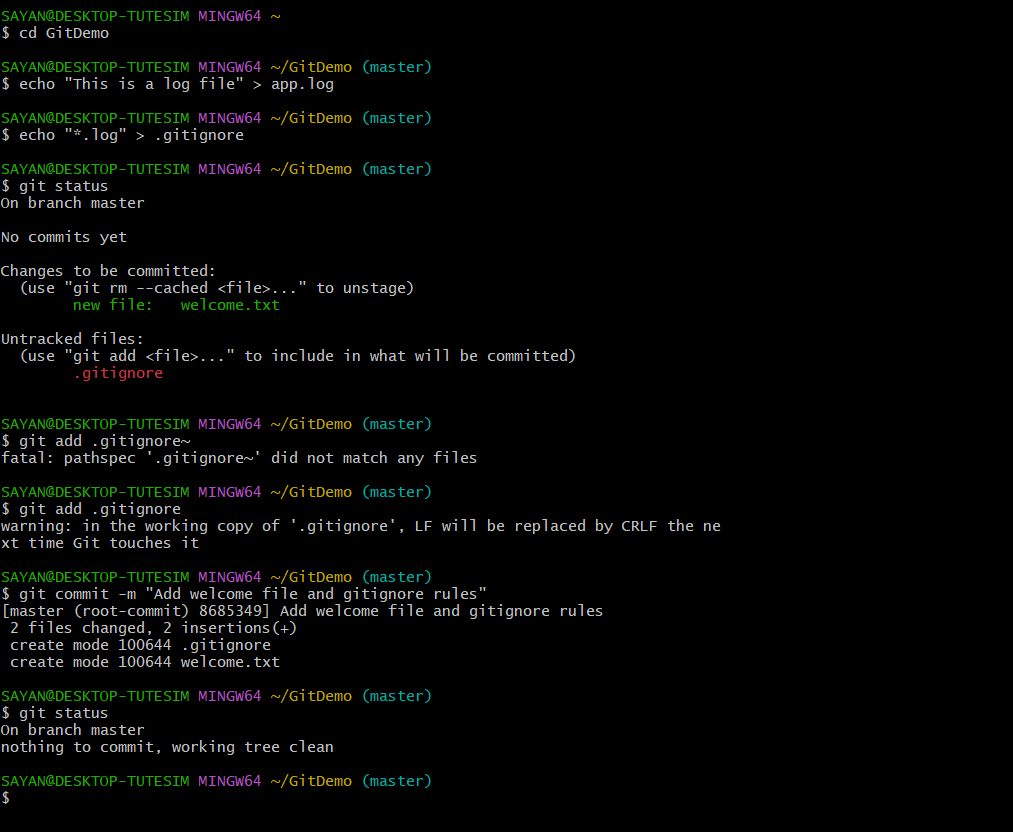 SAYAN@DESKTOP-TUTESIM MINGW64 ~
$ cd GitDemo

SAYAN@DESKTOP-TUTESIM MINGW64 ~/GitDemo (master)
$ echo "This is a log file" > app.log

SAYAN@DESKTOP-TUTESIM MINGW64 ~/GitDemo (master)
$ echo "*.log" > .gitignore

SAYAN@DESKTOP-TUTESIM MINGW64 ~/GitDemo (master)
$ git status
On branch master

No commits yet

Changes to be committed:
  (use "git rm --cached <file>..." to unstage)
        new file:   welcome.txt

Untracked files:
  (use "git add <file>..." to include in what will be committed)
        .gitignore


SAYAN@DESKTOP-TUTESIM MINGW64 ~/GitDemo (master)
$ git add .gitignore~
fatal: pathspec '.gitignore~' did not match any files

SAYAN@DESKTOP-TUTESIM MINGW64 ~/GitDemo (master)
$ git add .gitignore
warning: in the working copy of '.gitignore', LF will be replaced by CRLF the ne
xt time Git touches it

SAYAN@DESKTOP-TUTESIM MINGW64 ~/GitDemo (master)
$ git commit -m "Add welcome file and gitignore rules"
[master (root-commit) 8685349] Add welcome file and gitignore rules
 2 files changed, 2 insertions(+)
 create mode 100644 .gitignore
 create mode 100644 welcome.txt

SAYAN@DESKTOP-TUTESIM MINGW64 ~/GitDemo (master)
$ git status
On branch master
nothing to commit, working tree clean

SAYAN@DESKTOP-TUTESIM MINGW64 ~/GitDemo (master)
$